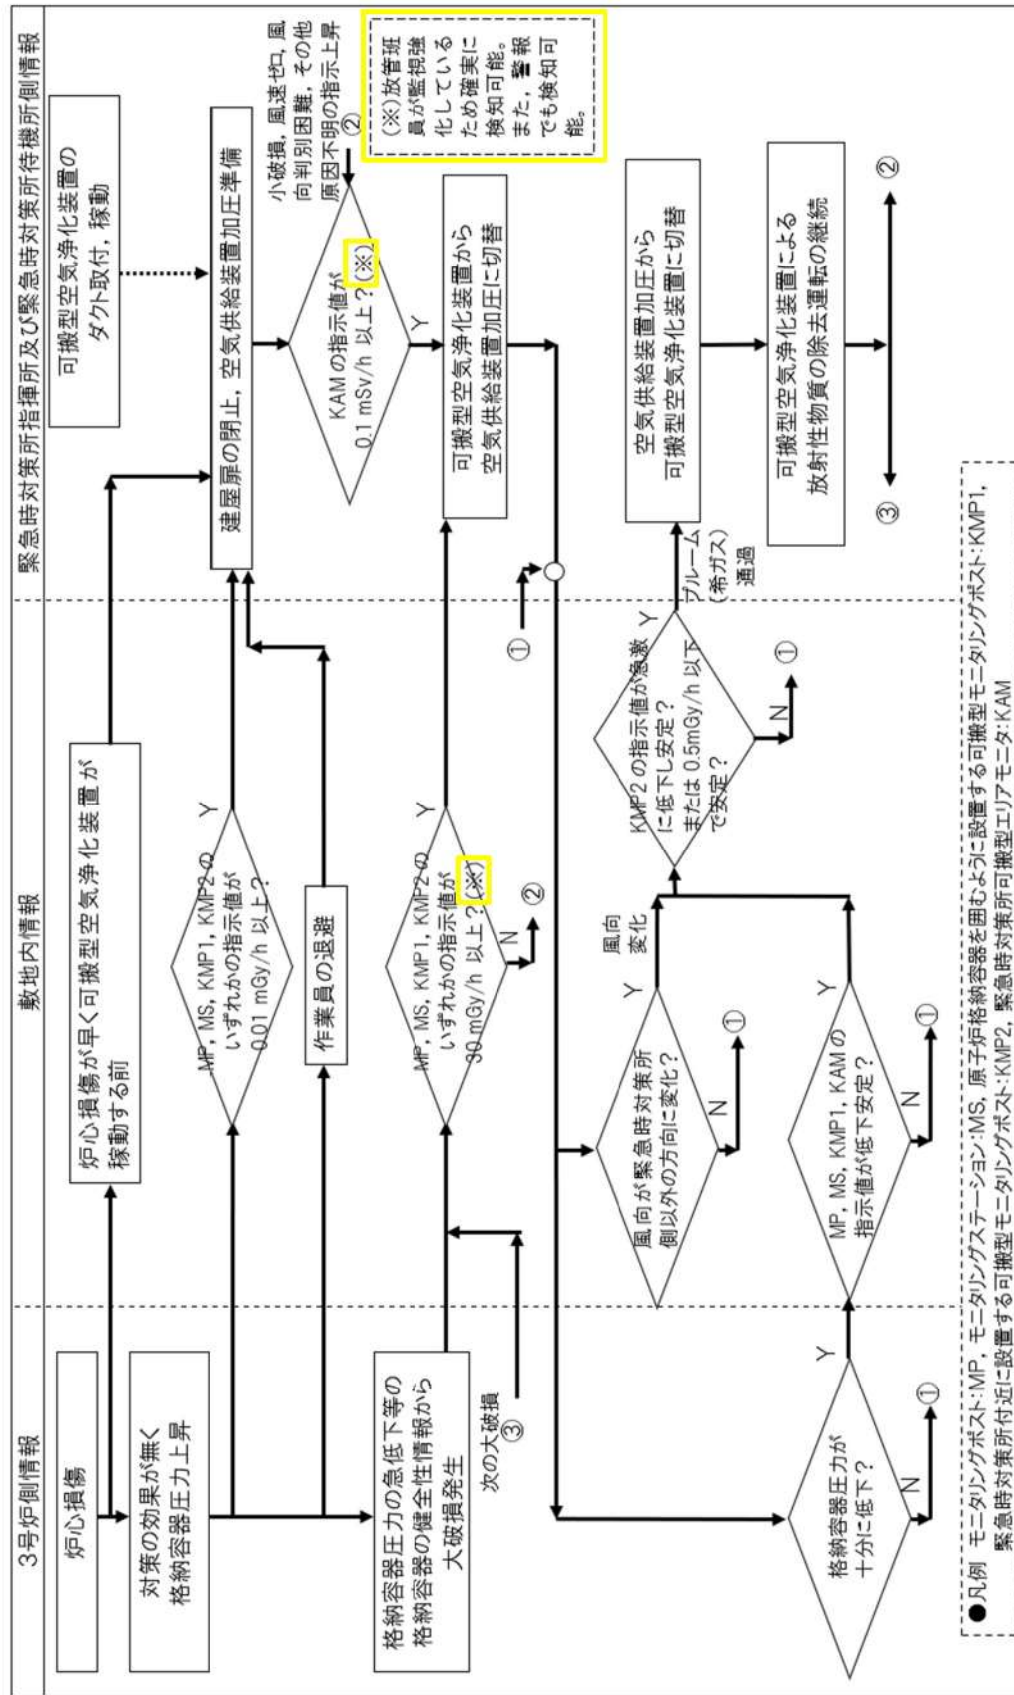 3号炉側情報
敷地内情報
緊急時対策所指揮所及び緊急時対策所待機所側情報
炉心損傷
炉心損傷が早く可搬型空気浄化装置が
稼動する前
可搬型空気浄化装置の
ダクト取付，稼動
対策の効果が無く
格納容器圧力上昇
MP，MS，KMP1，KMP2の
いずれかの指示値が
0.01 mGy/h 以上？
Y
建屋扉の閉止，空気供給装置加圧準備
作業員の退避
KAMの指示値が
0.1 mSv/h 以上？(※)
Y
小破損，風速ゼロ，風
向判別困難，その他
原因不明の指示上昇
②
(※)放管班
員が監視強
化している
ため確実に
検知可能。
また，警報
でも検知可
能。
格納容器圧力の急低下等の
格納容器の健全性情報から
大破損発生
次の大破損
③
MP，MS，KMP1，KMP2の
いずれかの指示値が
30 mGy/h 以上？(※)
Y
N
②
可搬型空気浄化装置から
空気供給装置加圧に切替
①
風向が緊急時対策所
側以外の方向に変化？
Y
N
①
風向
変化
格納容器圧力が
十分に低下？
Y
N
①
MP，MS，KMP1，KAMの
指示値が低下安定？
Y
N
①
KMP2の指示値が急激
に低下し安定？
または 0.5mGy/h 以下
で安定？
Y
N
①
プルーム
(希ガス)
通過
空気供給装置加圧から
可搬型空気浄化装置に切替
可搬型空気浄化装置による
放射性物質の除去運転の継続
③
②
●凡例 モニタリングポスト:MP，モニタリングステーション:MS，原子炉格納容器を囲むように設置する可搬型モニタリングポスト:KMP1，
緊急時対策所付近に設置する可搬型モニタリングポスト:KMP2，緊急時対策所可搬型エリアモニタ:KAM